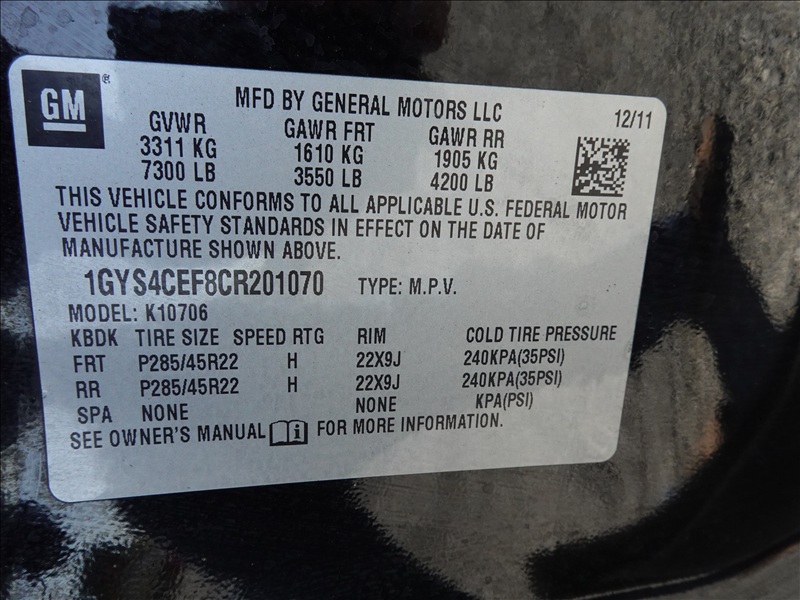 GM ®
MFD BY GENERAL MOTORS LLC 12/11
GVWR GAWR FRT GAWR RR
3311 KG 1610 KG 1905 KG
7300 LB 3550 LB 4200 LB
THIS VEHICLE CONFORMS TO ALL APPLICABLE U.S. FEDERAL MOTOR
VEHICLE SAFETY STANDARDS IN EFFECT ON THE DATE OF
MANUFACTURE SHOWN ABOVE.
1GYS4CEF8CR201070 TYPE: M.P.V.
MODEL: K10706
KBDK TIRE SIZE SPEED RTG RIM COLD TIRE PRESSURE
FRT P285/45R22 H 22X9J 240KPA(35PSI)
RR P285/45R22 H 22X9J 240KPA(35PSI)
SPA NONE NONE KPA(PSI)
SEE OWNER'S MANUAL i FOR MORE INFORMATION.